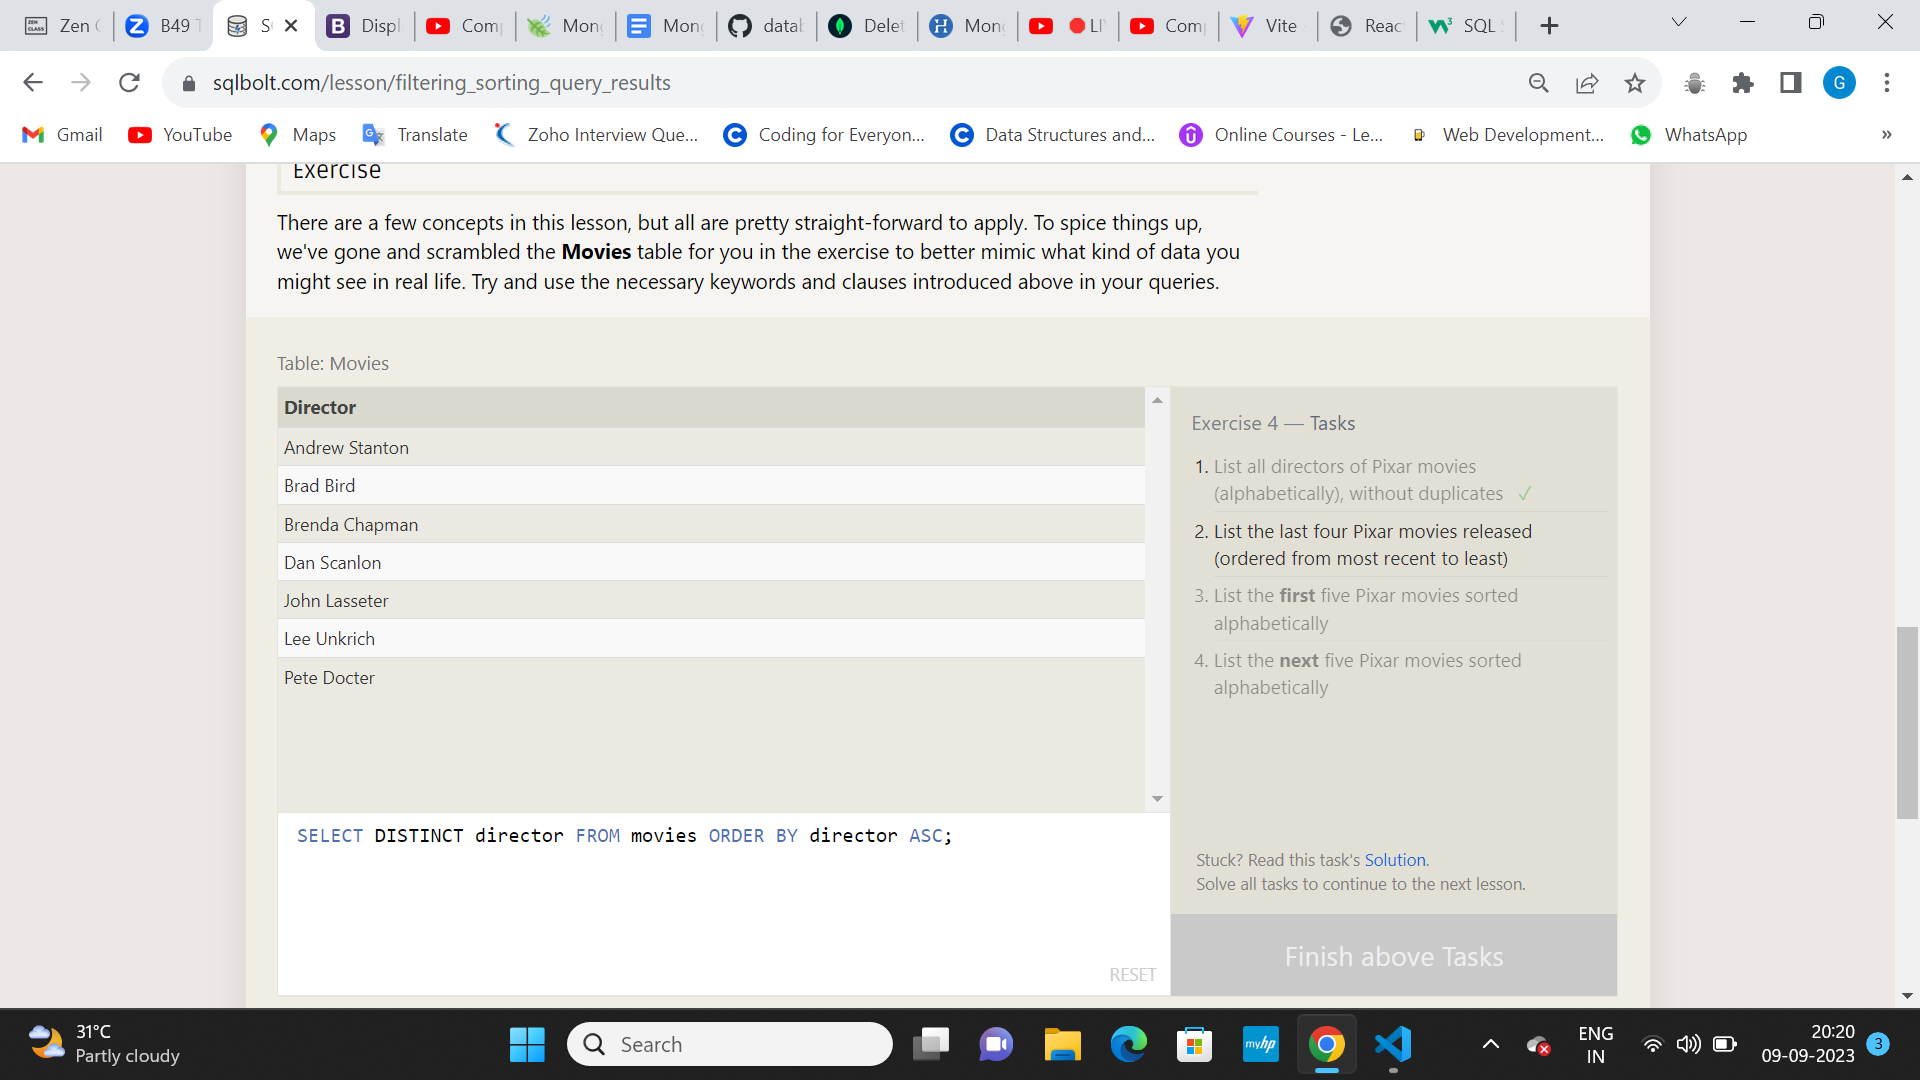 Zen C
B49 T
S
Displ
Comp
Mong
Mong
datab
Delet
Mong
LI
Comp
Vite
Reac
SQL
sqlbolt.com/lesson/filtering_sorting_query_results
G
Gmail
YouTube
Maps
Translate
Zoho Interview Que...
Coding for Everyon...
Data Structures and...
Online Courses - Le...
Web Development...
WhatsApp
»
Exercise
There are a few concepts in this lesson, but all are pretty straight-forward to apply. To spice things up,
we've gone and scrambled the Movies table for you in the exercise to better mimic what kind of data you
might see in real life. Try and use the necessary keywords and clauses introduced above in your queries.
Table: Movies
Director
Andrew Stanton
Brad Bird
Brenda Chapman
Dan Scanlon
John Lasseter
Lee Unkrich
Pete Docter
SELECT DISTINCT director FROM movies ORDER BY director ASC;
RESET
Exercise 4 — Tasks
1. List all directors of Pixar movies
(alphabetically), without duplicates ✓
2. List the last four Pixar movies released
(ordered from most recent to least)
3. List the first five Pixar movies sorted
alphabetically
4. List the next five Pixar movies sorted
alphabetically
Stuck? Read this task's Solution.
Solve all tasks to continue to the next lesson.
Finish above Tasks
31°C
Partly cloudy
Search
myhp
ENG
IN
20:20
09-09-2023
3